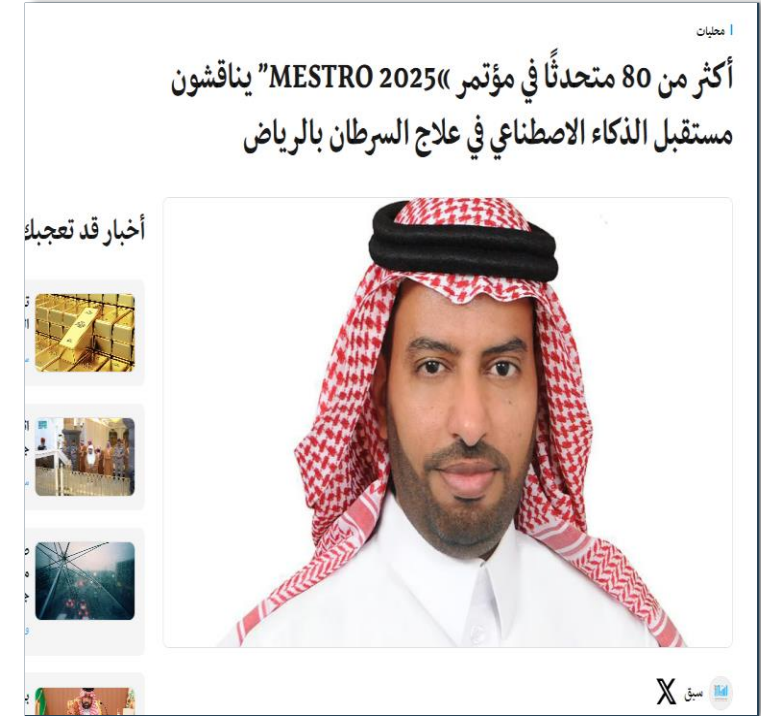 محليات
أكثر من 80 متحدثًا في مؤتمر «MESTRO 2025" يناقشون
مستقبل الذكاء الاصطناعي في علاج السرطان بالرياض
أخبار قد تعجبك
سبق X